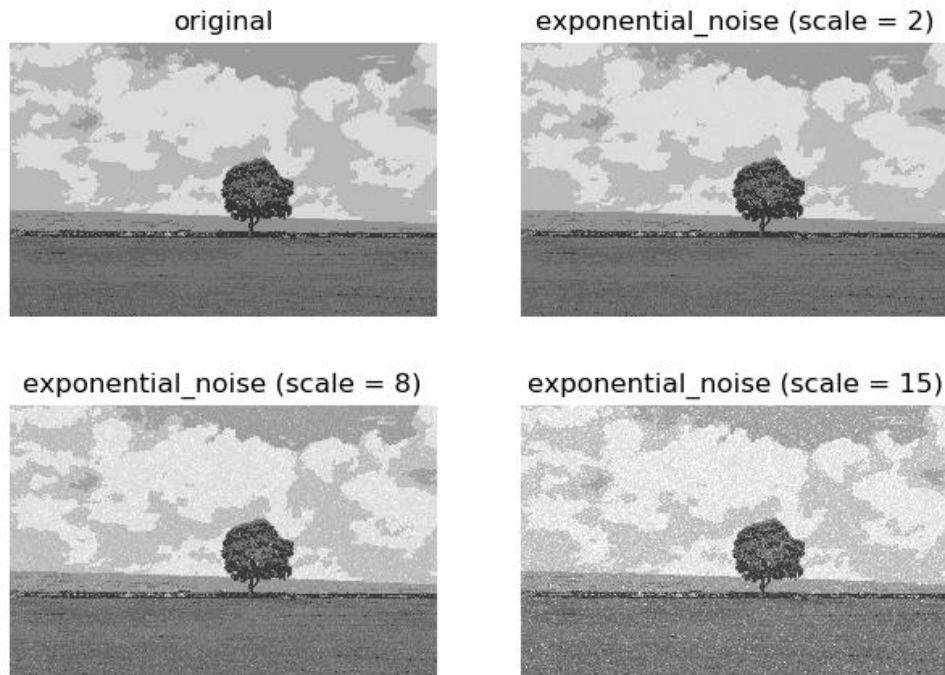 original
exponential_noise (scale = 2)
exponential_noise (scale = 8)
exponential_noise (scale = 15)